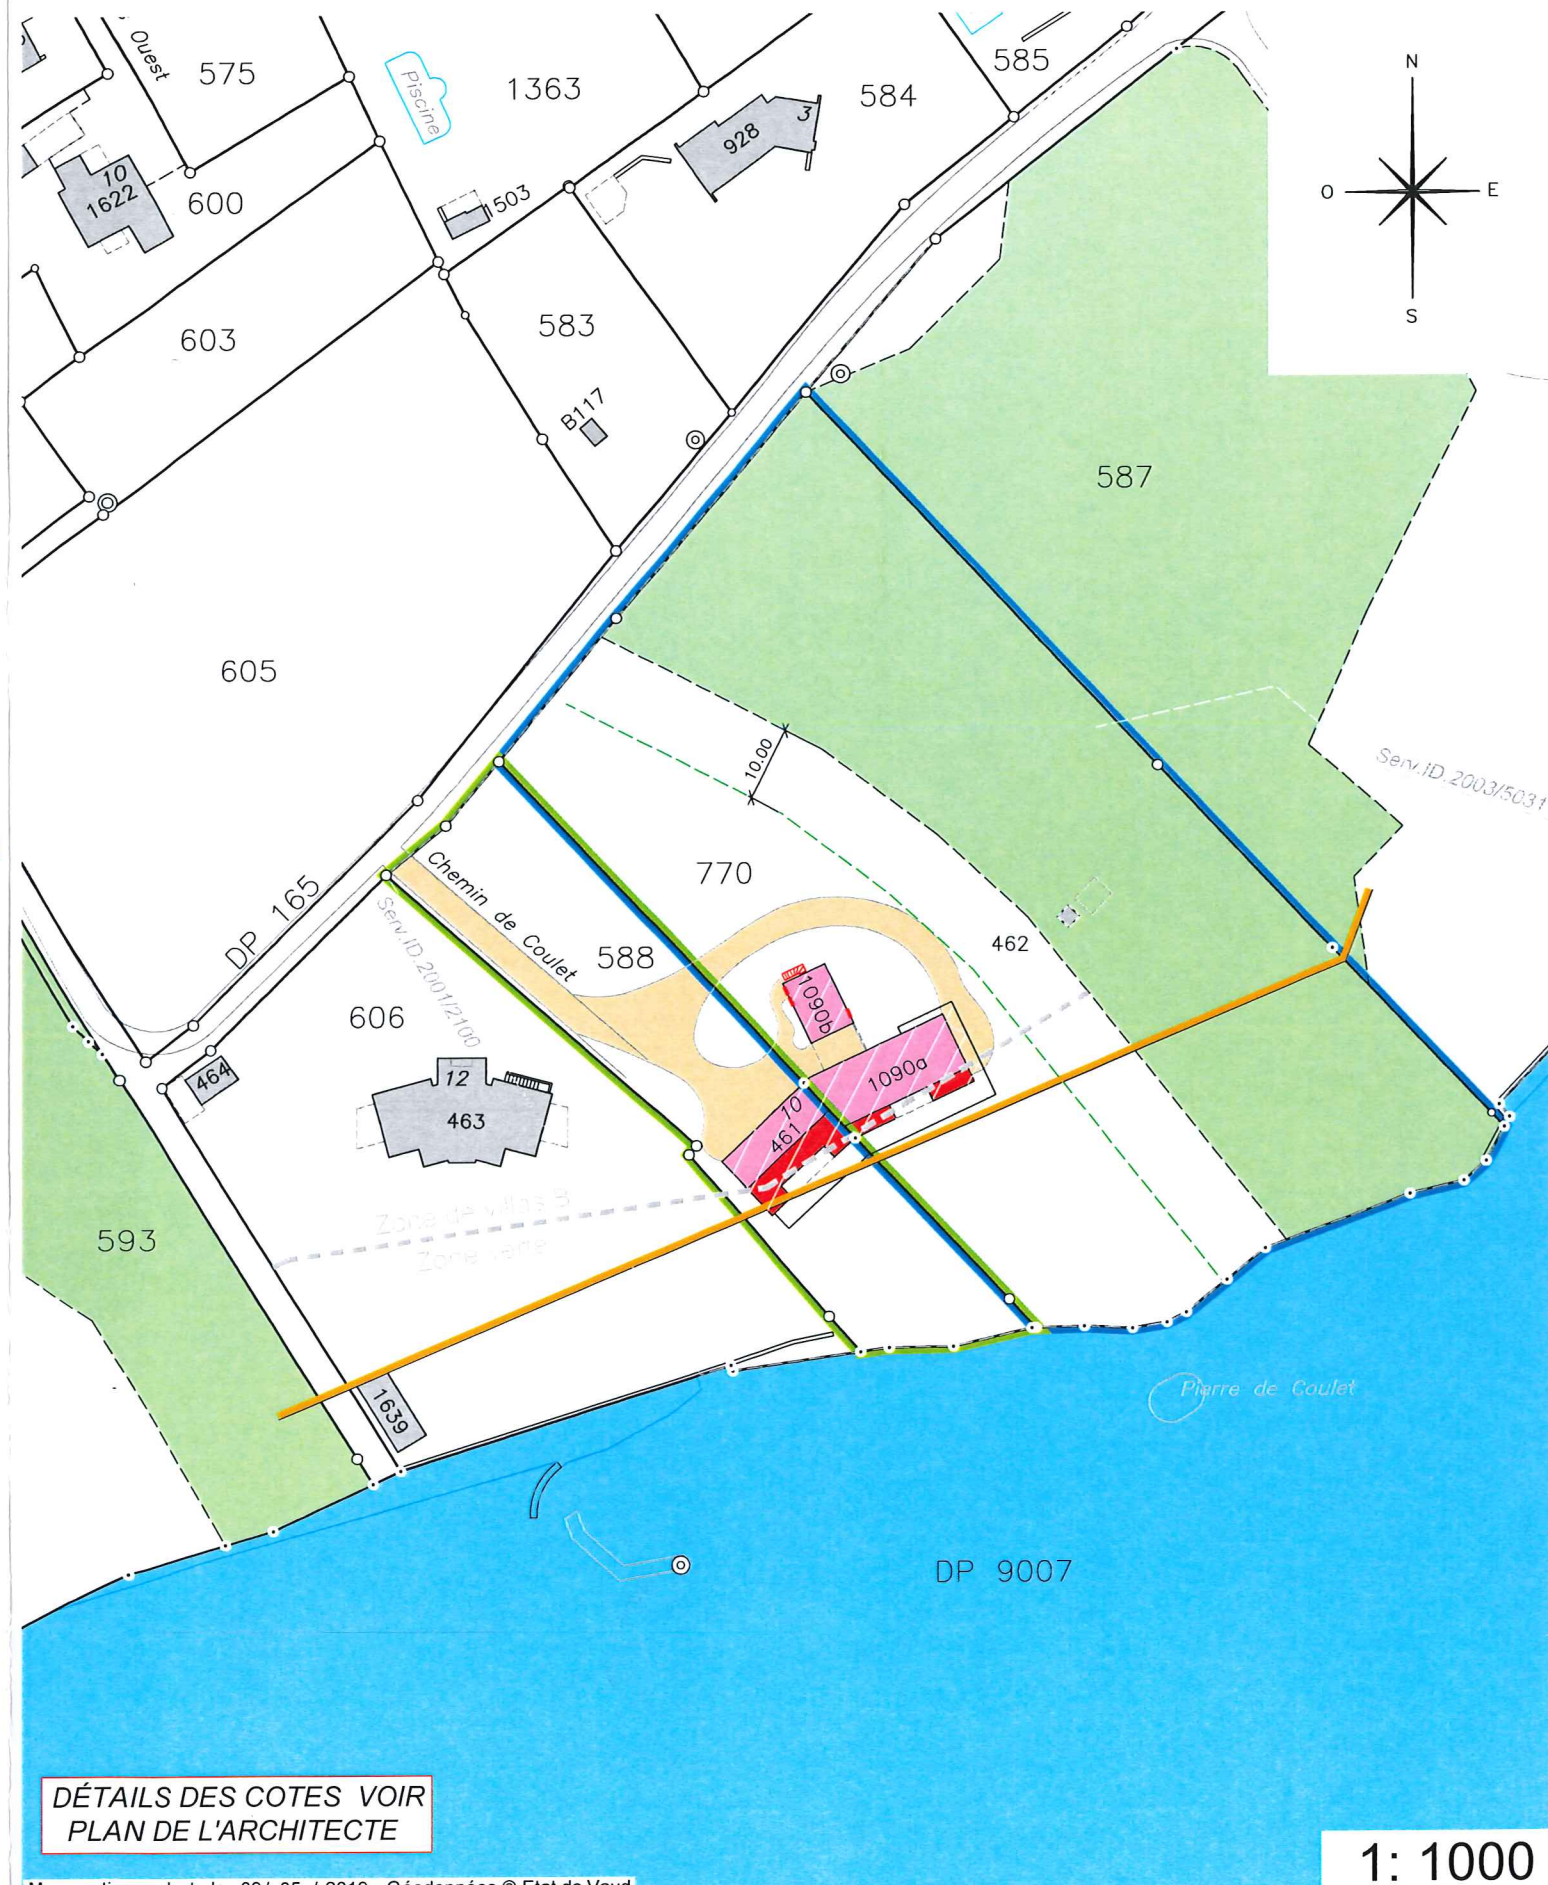 Ouest
575
Piscine
1363
585
584
928
3
N
O
E
S
10
1622
600
1503
603
583
B117
587
605
10.00
Serv.ID.2003/5031
Chemin de Coulet
770
DP 165
Serv.ID.2001/2100
588
462
606
1090b
464
12
463
1090a
10
461
Zone de villas B
Zone verte
593
1639
Pierre de Coulet
DP 9007
DÉTAILS DES COTES VOIR
PLAN DE L'ARCHITECTE
1: 1000